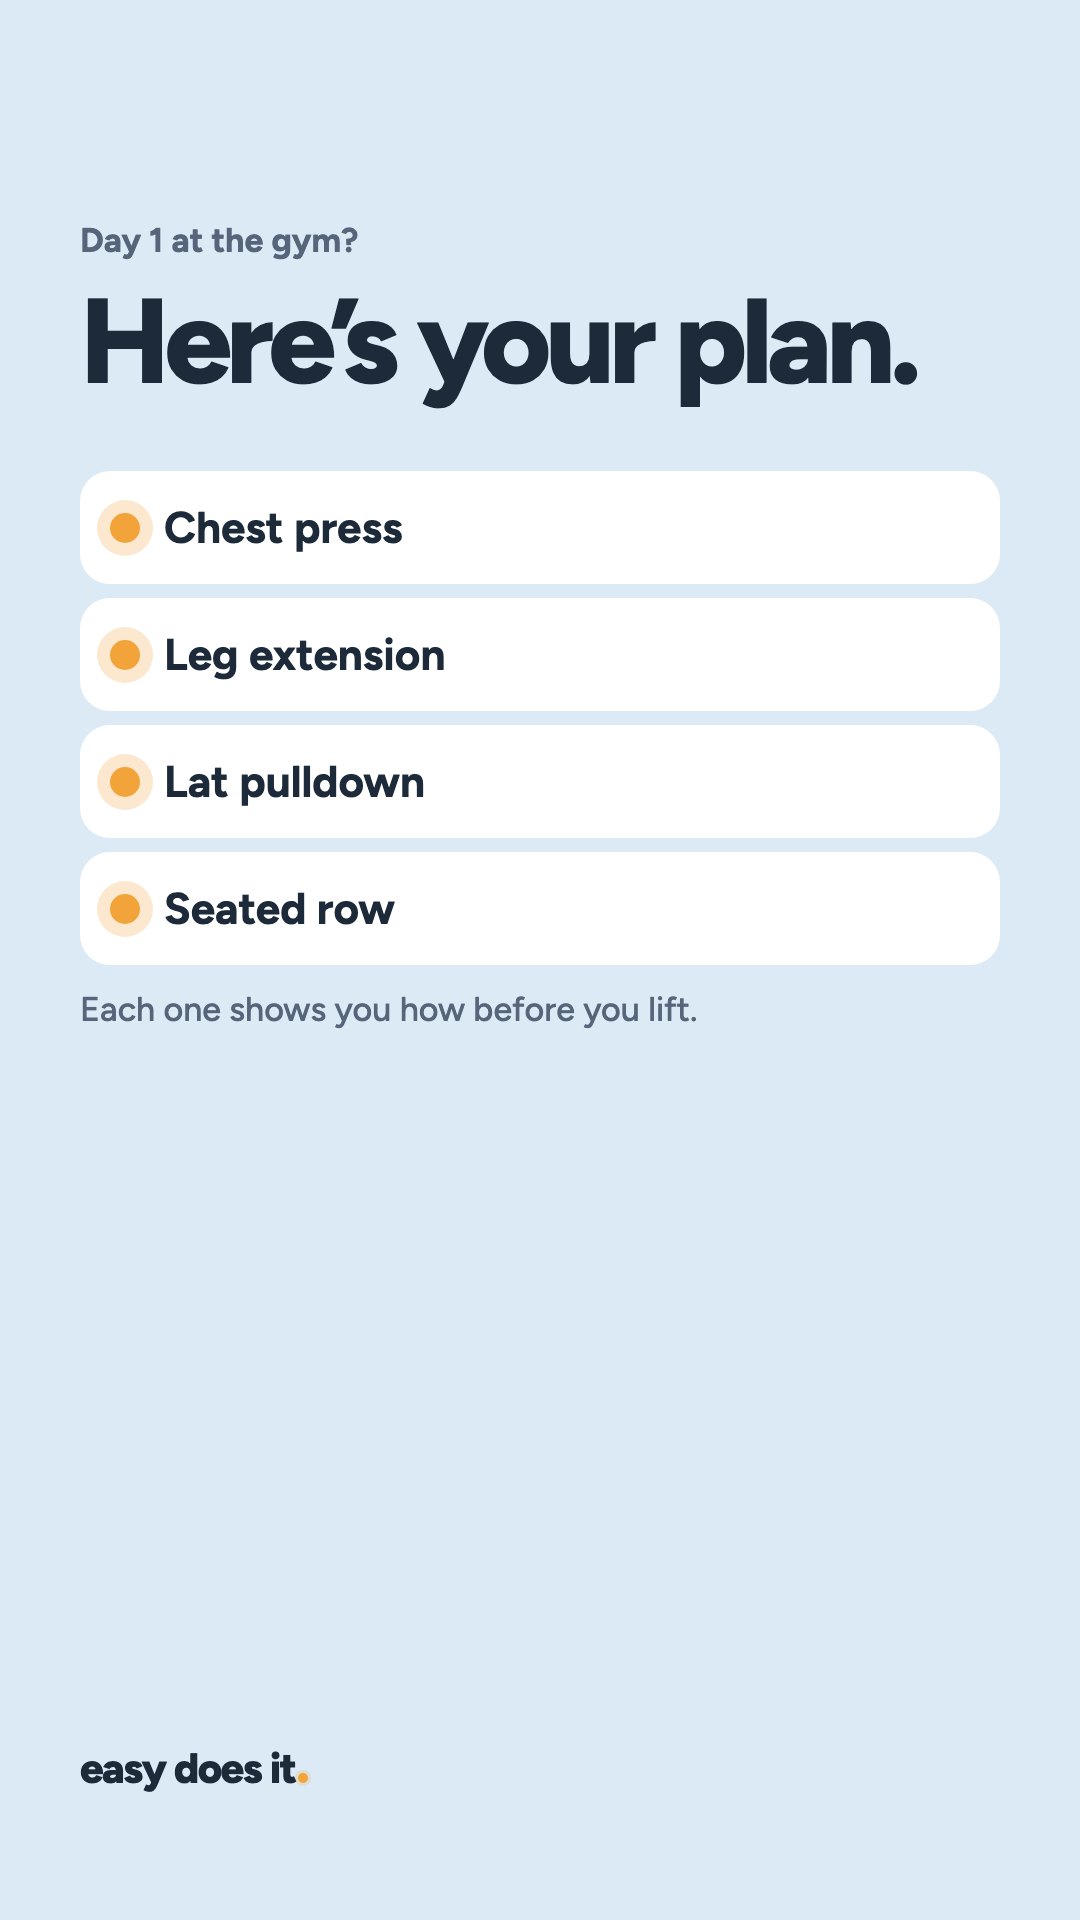 Day 1 at the gym?
Here’s your plan.
Chest press
Leg extension
Lat pulldown
Seated row
Each one shows you how before you lift.
easy does it.